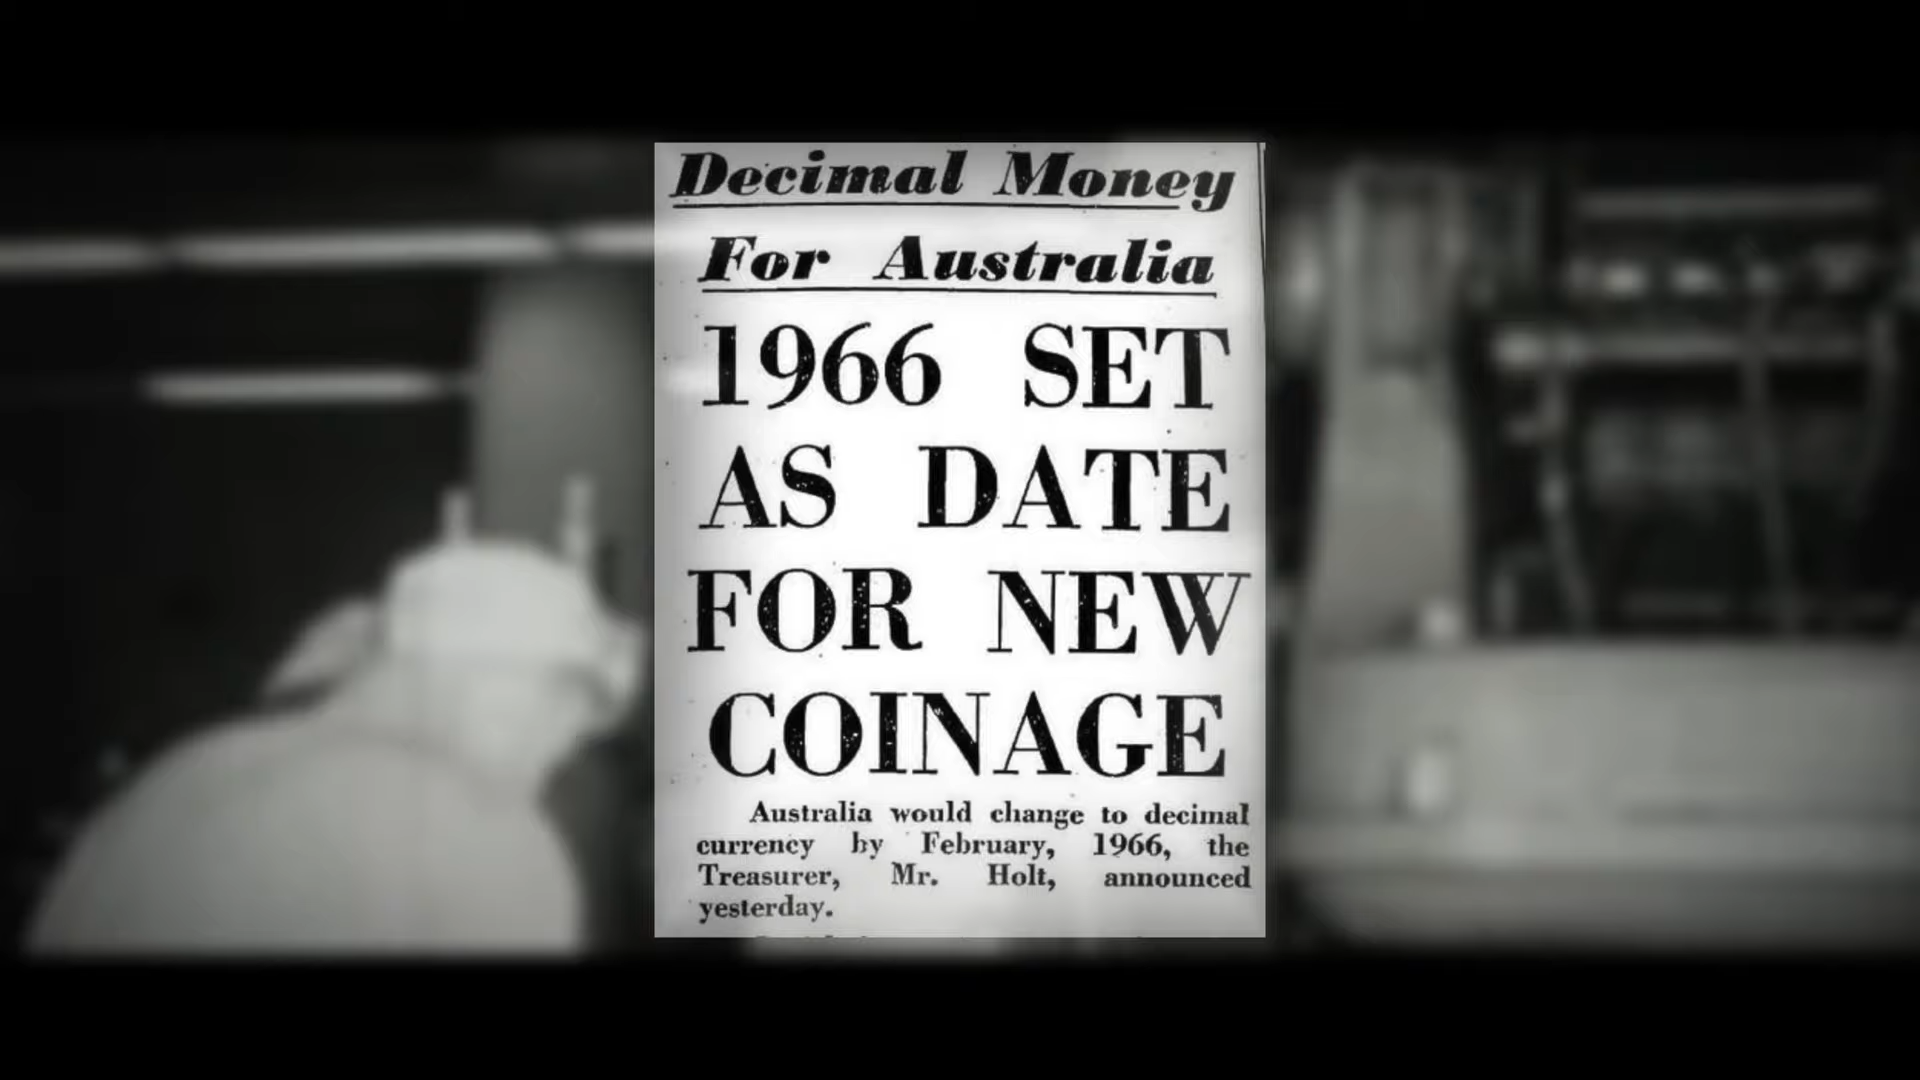 Decimal Money
For Australia
1966 SET
AS DATE
FOR NEW
COINAGE
Australia would change to decimal
currency by February, 1966, the
Treasurer, Mr. Holt, announced
yesterday.